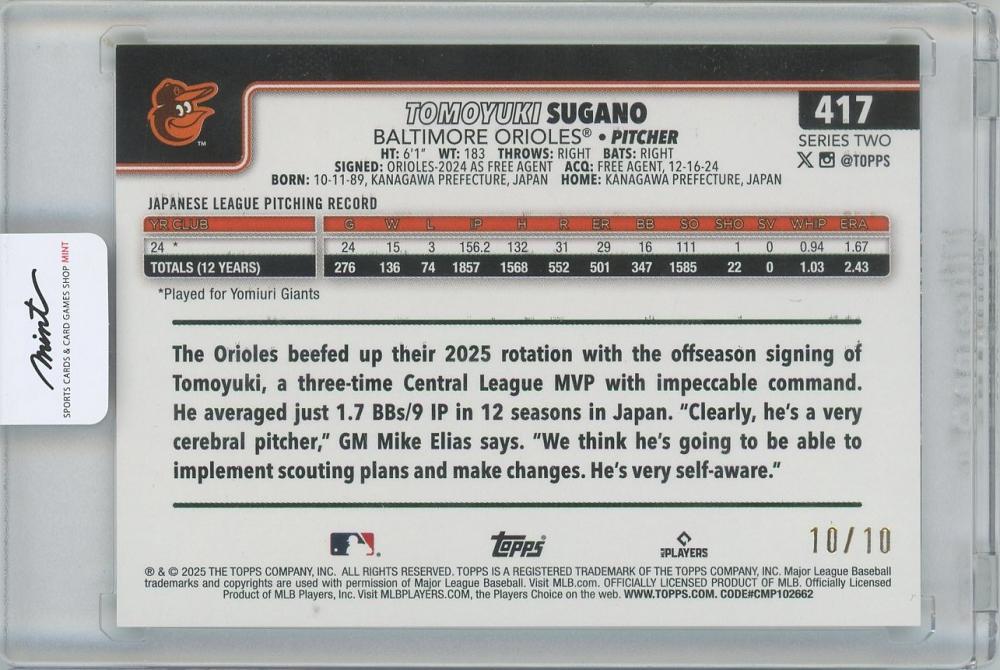 TOMOYUKI SUGANO
417
BALTIMORE ORIOLES® • PITCHER
SERIES TWO
HT: 6'1" WT: 183 THROWS: RIGHT BATS: RIGHT
@TOPPS
SIGNED: ORIOLES-2024 AS FREE AGENT ACQ: FREE AGENT, 12-16-24
BORN: 10-11-89, KANAGAWA PREFECTURE, JAPAN HOME: KANAGAWA PREFECTURE, JAPAN
TM
JAPANESE LEAGUE PITCHING RECORD
YR CLUB G W L IP H R ER BB SO SHO SV WHIP ERA
24 * 24 15 3 156.2 132 31 29 16 111 1 0 0.94 1.67
TOTALS (12 YEARS) 276 136 74 1857 1568 552 501 347 1585 22 0 1.03 2.43
*Played for Yomiuri Giants
The Orioles beefed up their 2025 rotation with the offseason signing of
Tomoyuki, a three-time Central League MVP with impeccable command.
He averaged just 1.7 BBs/9 IP in 12 seasons in Japan. "Clearly, he's a very
cerebral pitcher," GM Mike Elias says. "We think he's going to be able to
implement scouting plans and make changes. He's very self-aware."
Topps
MLBPLAYERS
10/10
® & © 2025 THE TOPPS COMPANY, INC. ALL RIGHTS RESERVED. TOPPS IS A REGISTERED TRADEMARK OF THE TOPPS COMPANY, INC. Major League Baseball
trademarks and copyrights are used with permission of Major League Baseball. Visit MLB.com. OFFICIALLY LICENSED PRODUCT OF MLB. Officially Licensed
Product of MLB Players, Inc. Visit MLBPLAYERS.COM, the Players Choice on the web. WWW.TOPPS.COM. CODE#CMP102662
mint
SPORTS CARDS & CARD GAMES SHOP MINT